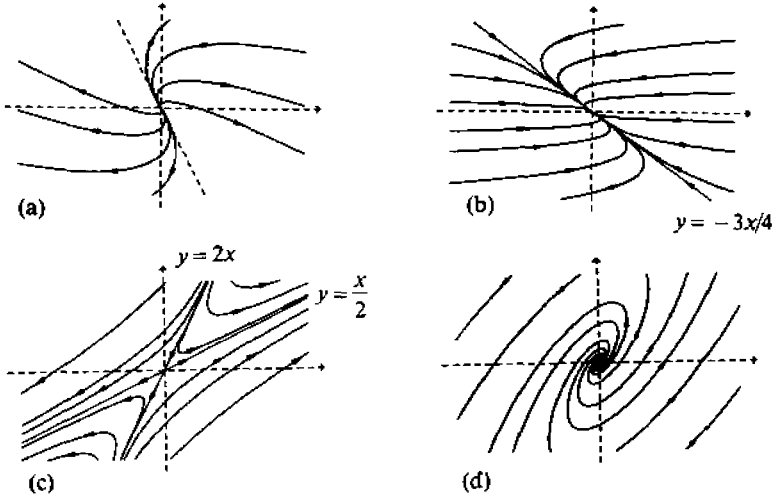 (a)
(b)
y = −3x/4
y = 2x
y = x/2
(c)
(d)